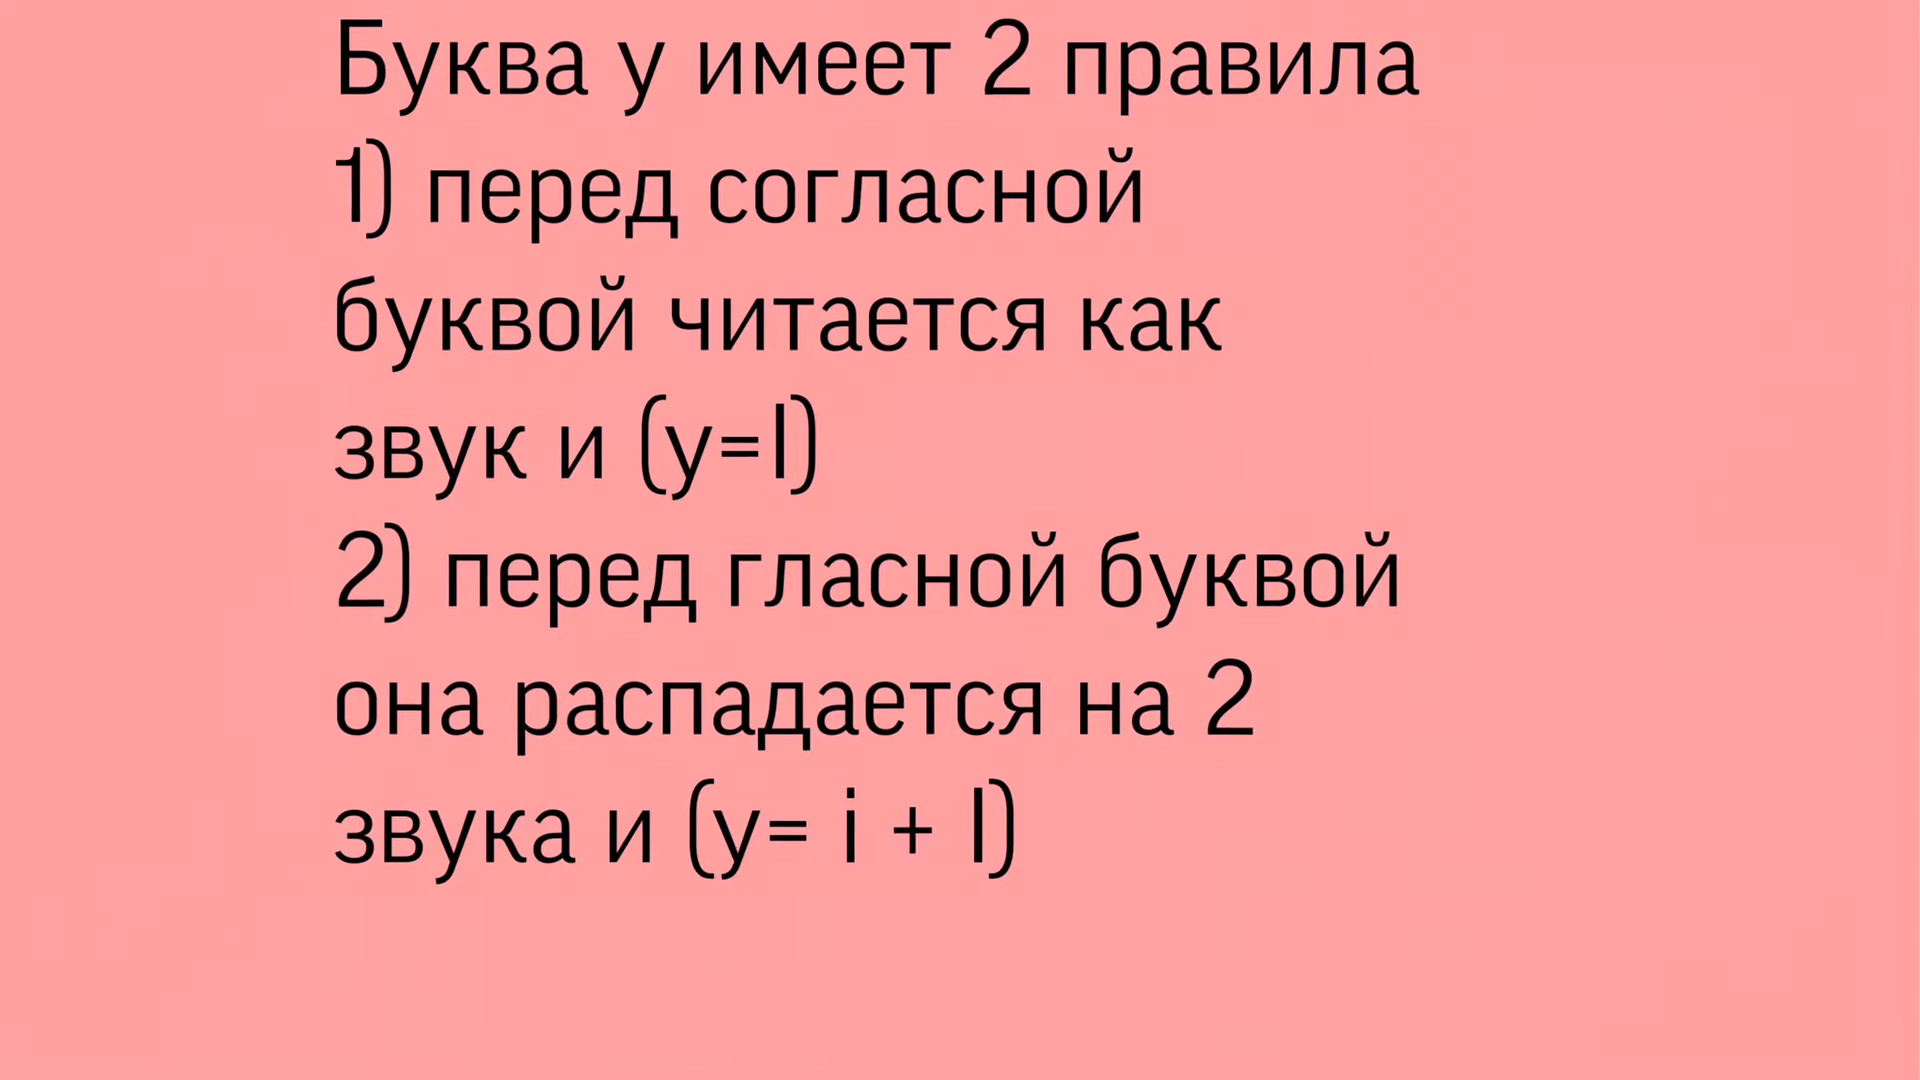 Буква y имеет 2 правила
1) перед согласной
буквой читается как
звук и (y=I)
2) перед гласной буквой
она распадается на 2
звука и (y= i + I)